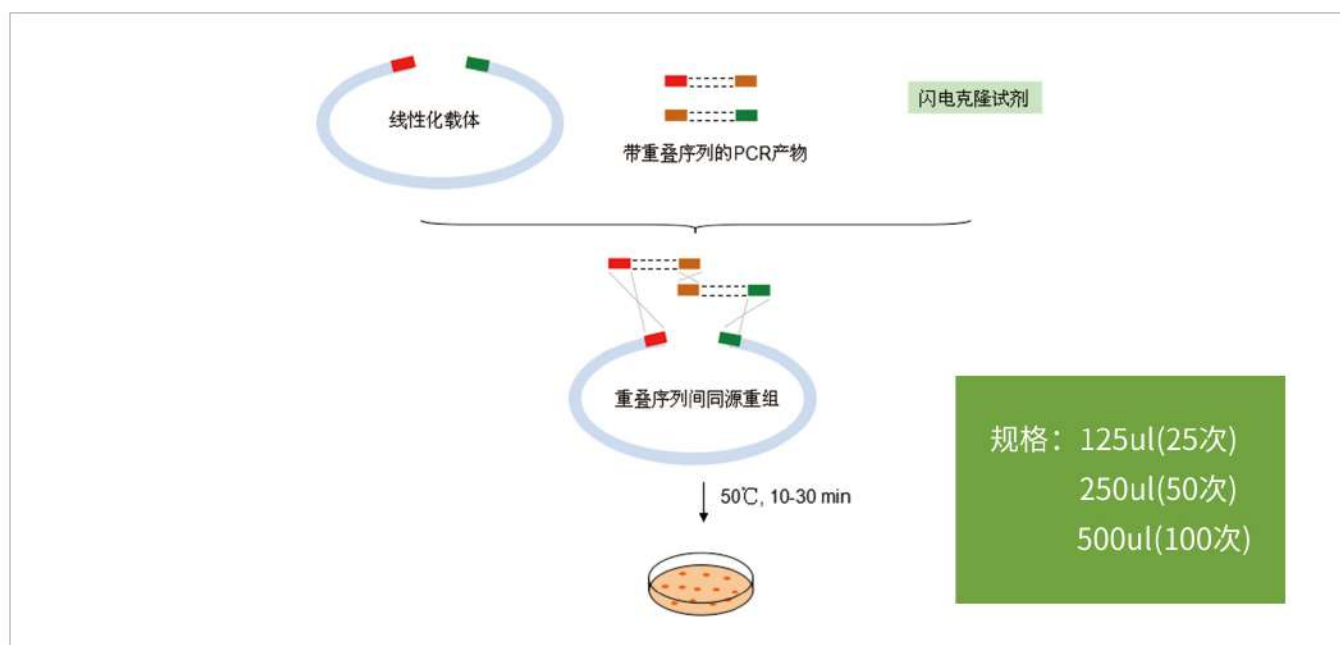 线性化载体
带重叠序列的PCR产物
闪电克隆试剂
重叠序列间同源重组
50℃, 10-30 min
规格：125ul(25次)
250ul(50次)
500ul(100次)